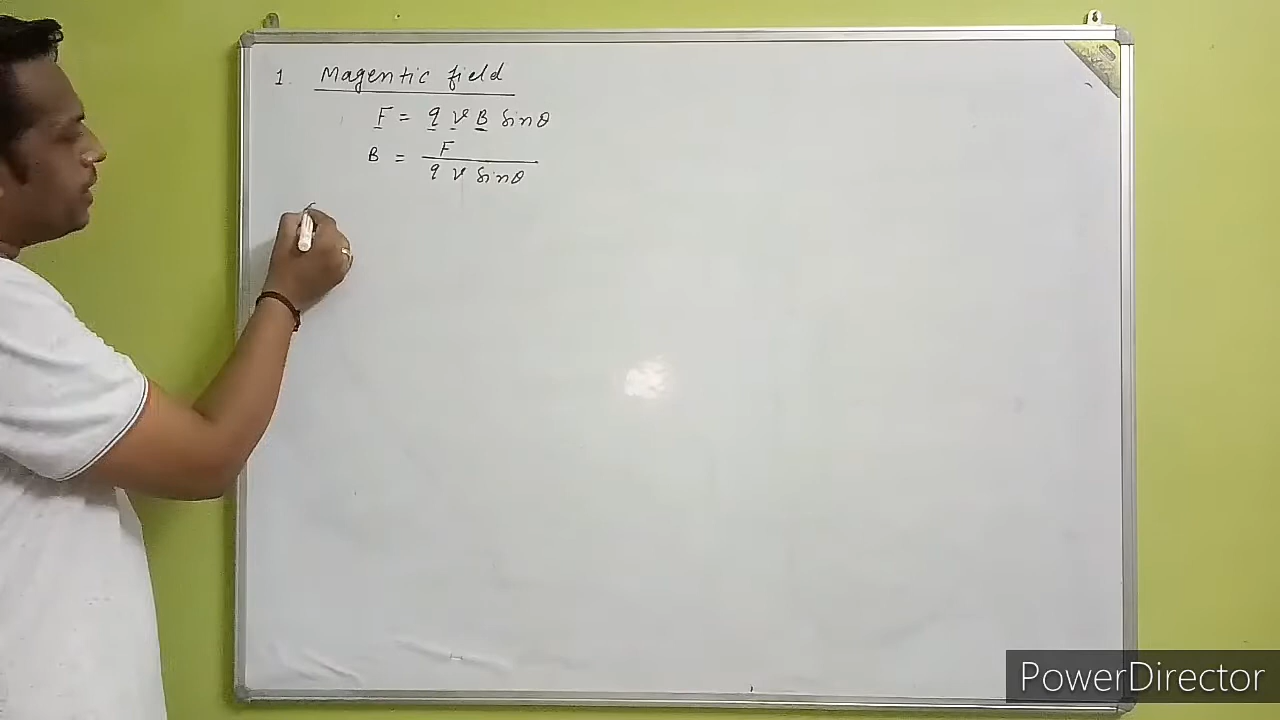 1. Magentic field
F = q v B Sinθ
B = F / q v Sinθ
PowerDirector